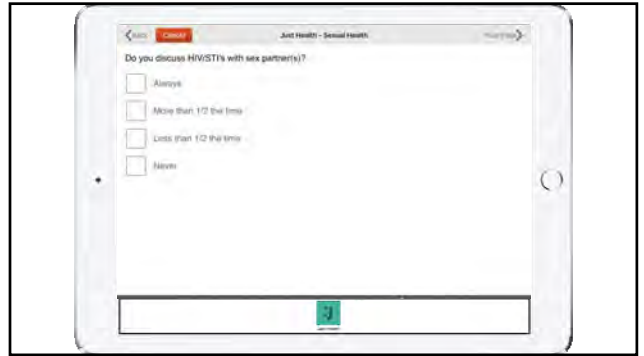 Cancel
Just Health - Sexual Health
Do you discuss HIV/STI's with sex partner(s)?
Always
More than 1/2 the time
Less than 1/2 the time
Never